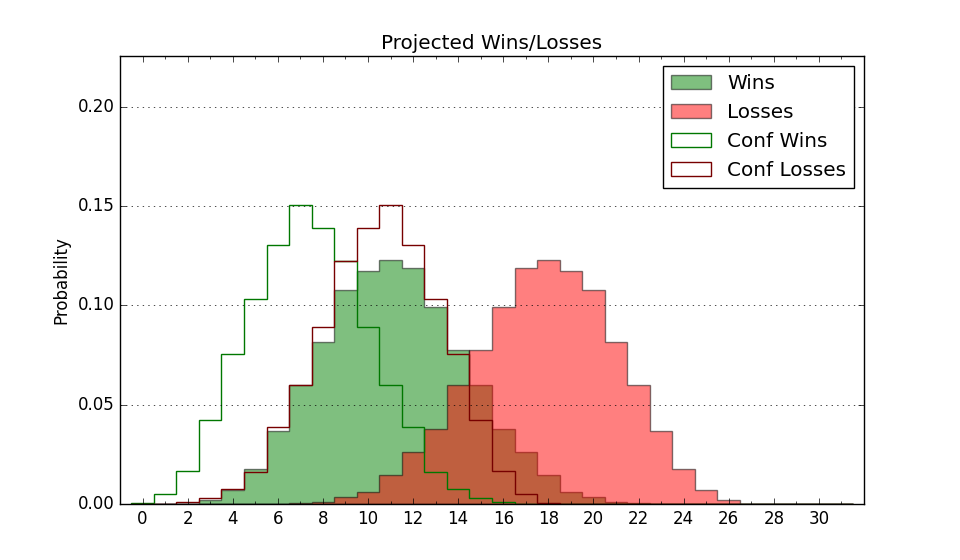 Projected Wins/Losses
Wins
Losses
Conf Wins
Conf Losses
Probability
0.20
0.15
0.10
0.05
0.00
0 2 4 6 8 10 12 14 16 18 20 22 24 26 28 30